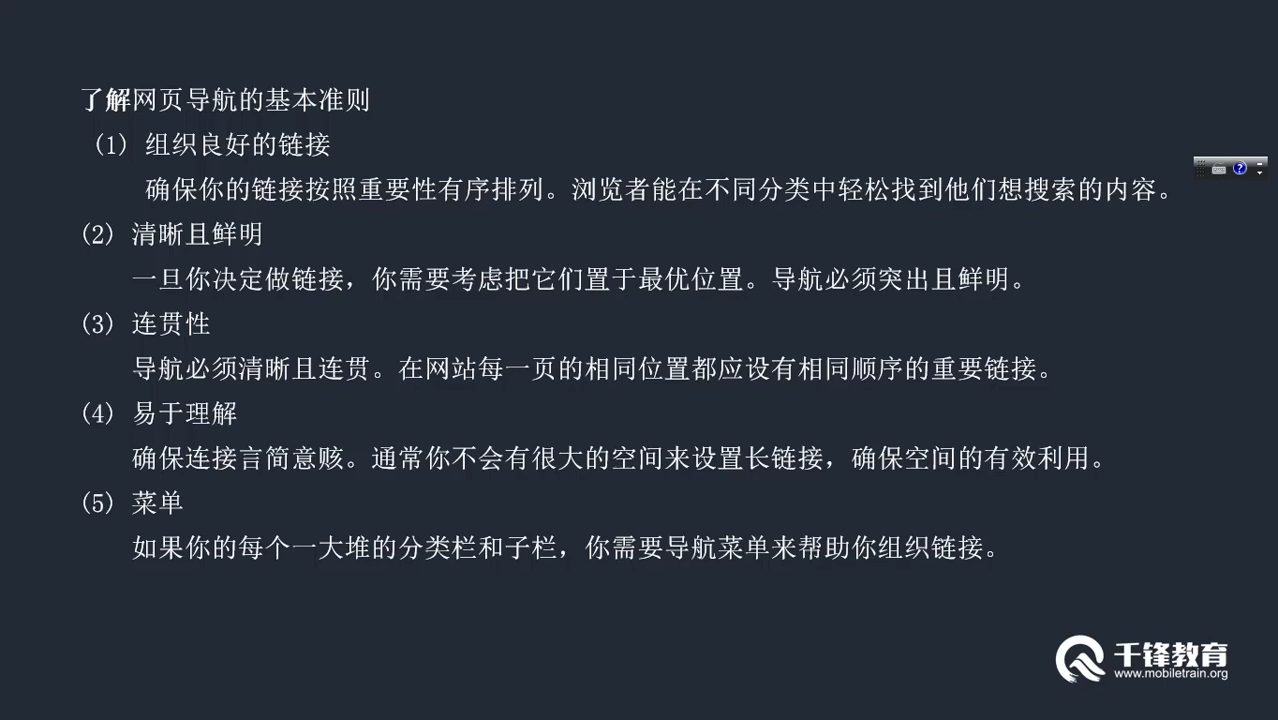 了解网页导航的基本准则
(1) 组织良好的链接
确保你的链接按照重要性有序排列。浏览者能在不同分类中轻松找到他们想搜索的内容。
(2) 清晰且鲜明
一旦你决定做链接，你需要考虑把它们置于最优位置。导航必须突出且鲜明。
(3) 连贯性
导航必须清晰且连贯。在网站每一页的相同位置都应设有相同顺序的重要链接。
(4) 易于理解
确保连接言简意赅。通常你不会有很大的空间来设置长链接，确保空间的有效利用。
(5) 菜单
如果你的每个一大堆的分类栏和子栏，你需要导航菜单来帮助你组织链接。
千锋教育
www.mobiletrain.org